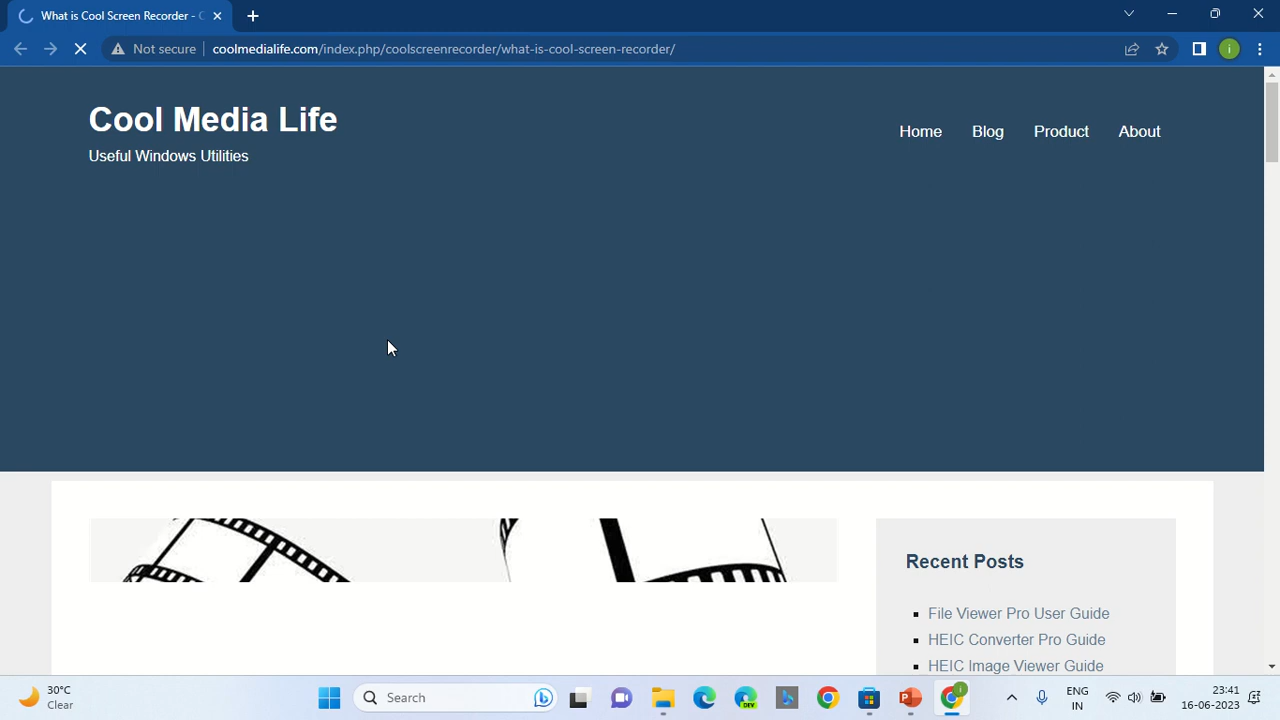 What is Cool Screen Recorder - C
Not secure
coolmedialife.com/index.php/coolscreenrecorder/what-is-cool-screen-recorder/
i
Cool Media Life
Useful Windows Utilities
Home Blog Product About
Recent Posts
File Viewer Pro User Guide
HEIC Converter Pro Guide
HEIC Image Viewer Guide
30°C
Clear
Search
DEV
i
ENG
IN
23:41
16-06-2023